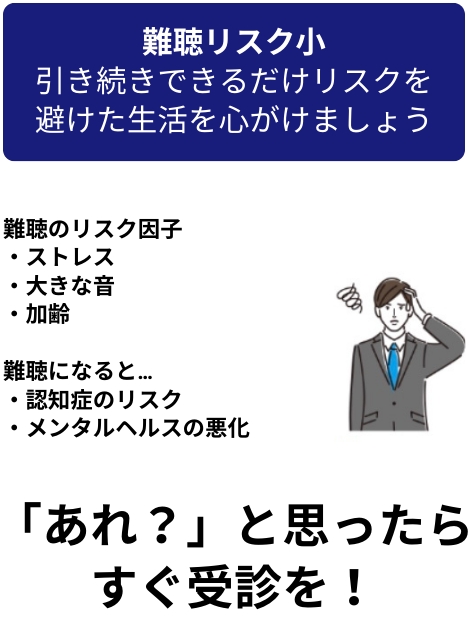 難聴リスク小
引き続きできるだけリスクを
避けた生活を心がけましょう
難聴のリスク因子
・ストレス
・大きな音
・加齢
難聴になると…
・認知症のリスク
・メンタルヘルスの悪化
「あれ？」と思ったら
すぐ受診を！